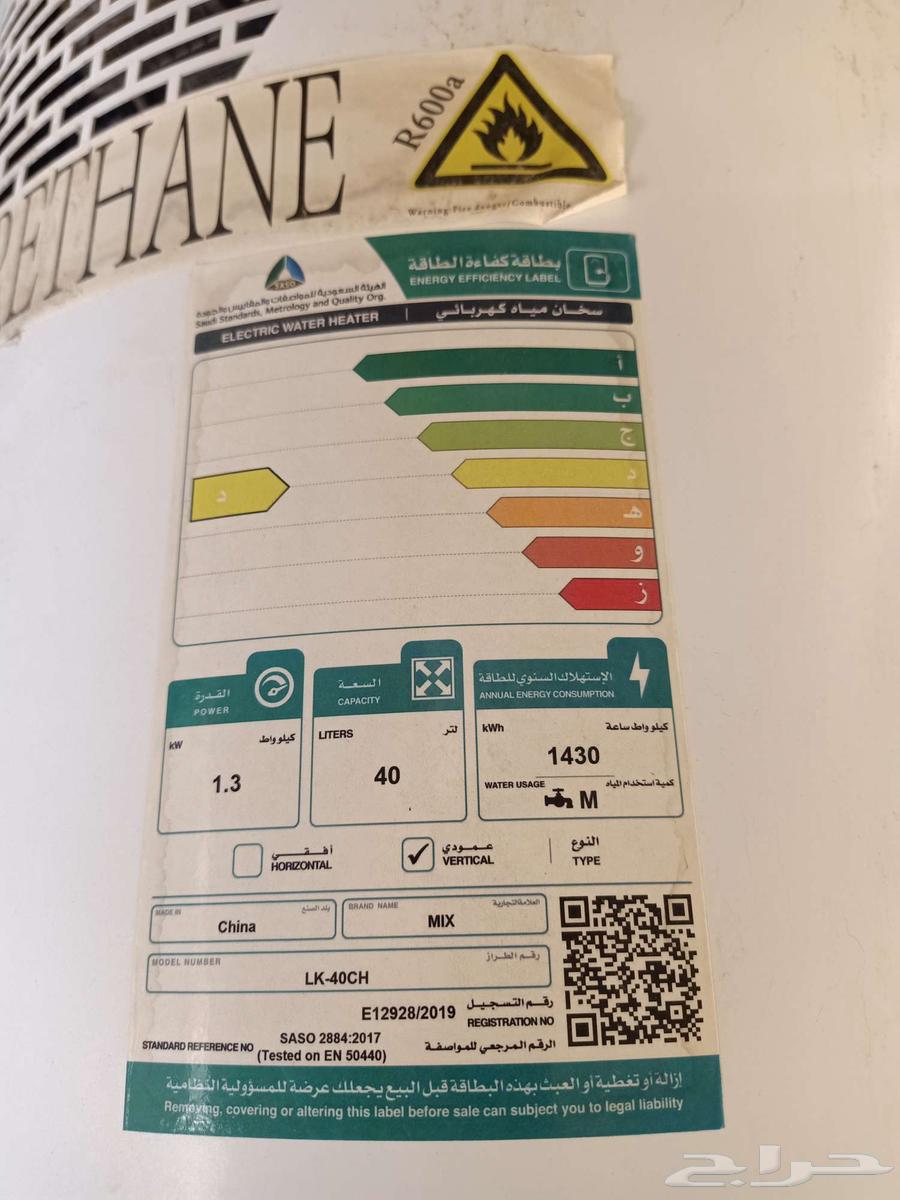 RETHANE
R600a
Warning Fire danger/Combustible
بطاقة كفاءة الطاقة
ENERGY EFFICIENCY LABEL
SASO
الهيئة السعودية للمواصفات والمقاييس والجودة
Saudi Standards, Metrology and Quality Org.
ELECTRIC WATER HEATER | سخان مياه كهربائي
أ
ب
ج
د
د
هـ
و
ز
القدرة
POWER
kW كيلو واط
1.3
السعة
CAPACITY
LITERS لتر
40
الإستهلاك السنوي للطاقة
ANNUAL ENERGY CONSUMPTION
kWh كيلو واط ساعة
1430
WATER USAGE كمية استخدام المياه
M
أفقي
HORIZONTAL
عمودي
VERTICAL
النوع
TYPE
MADE IN بلد الصنع
China
BRAND NAME العلامة التجارية
MIX
MODEL NUMBER رقم الطراز
LK-40CH
E12928/2019 رقم التسجيل
REGISTRATION NO
STANDARD REFERENCE NO SASO 2884:2017 الرقم المرجعي للمواصفة
(Tested on EN 50440)
إزالة أو تغطية أو العبث بهذه البطاقة قبل البيع يجعلك عرضة للمسؤولية النظامية
Removing, covering or altering this label before sale can subject you to legal liability
حراج